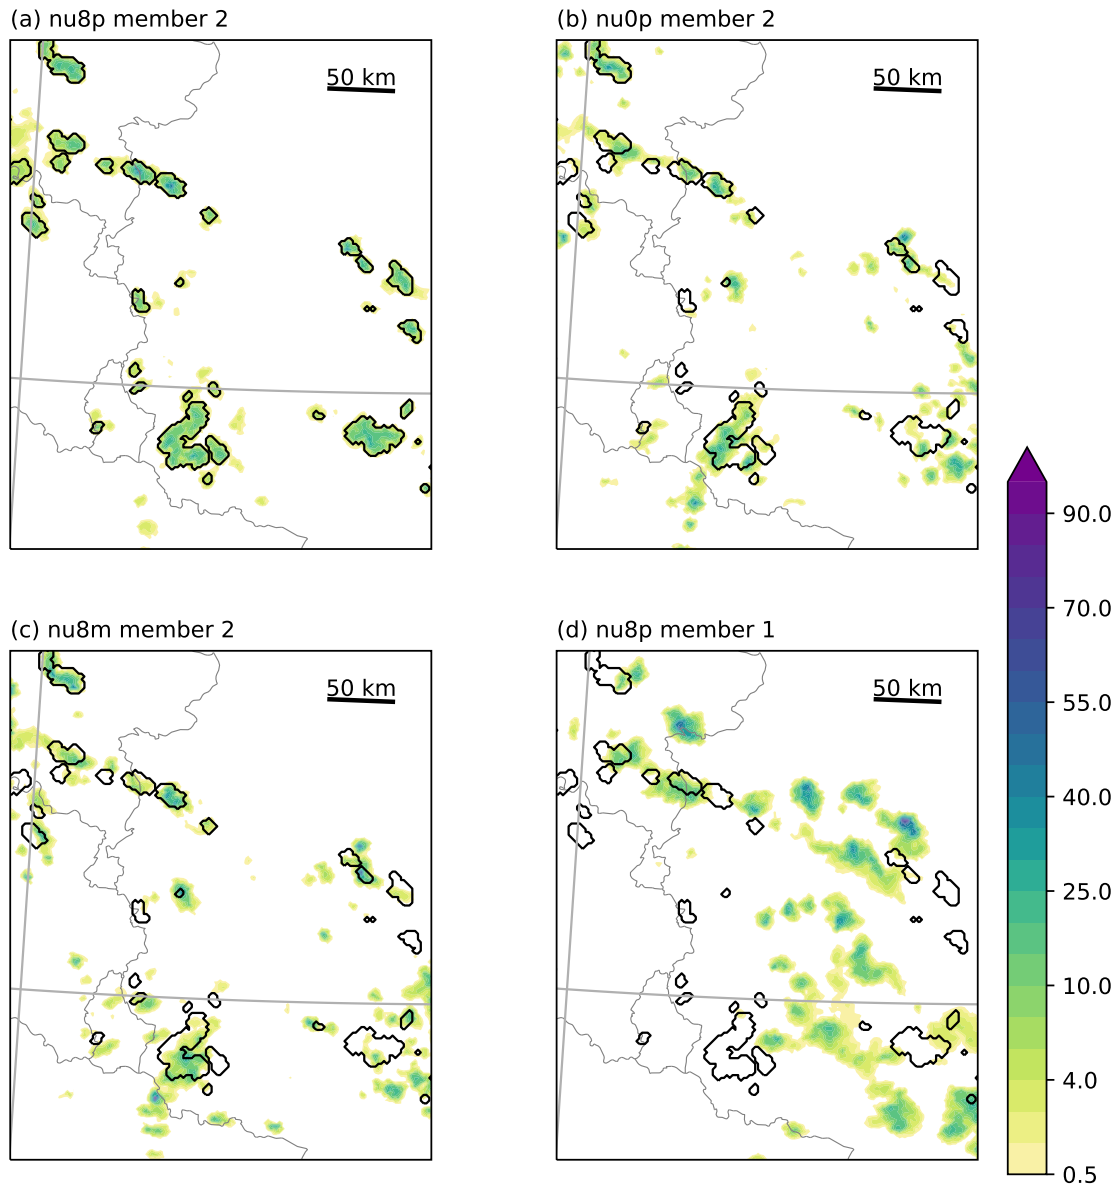 (a) nu8p member 2
50 km
(b) nu0p member 2
50 km
(c) nu8m member 2
50 km
(d) nu8p member 1
50 km
90.0
70.0
55.0
40.0
25.0
10.0
4.0
0.5